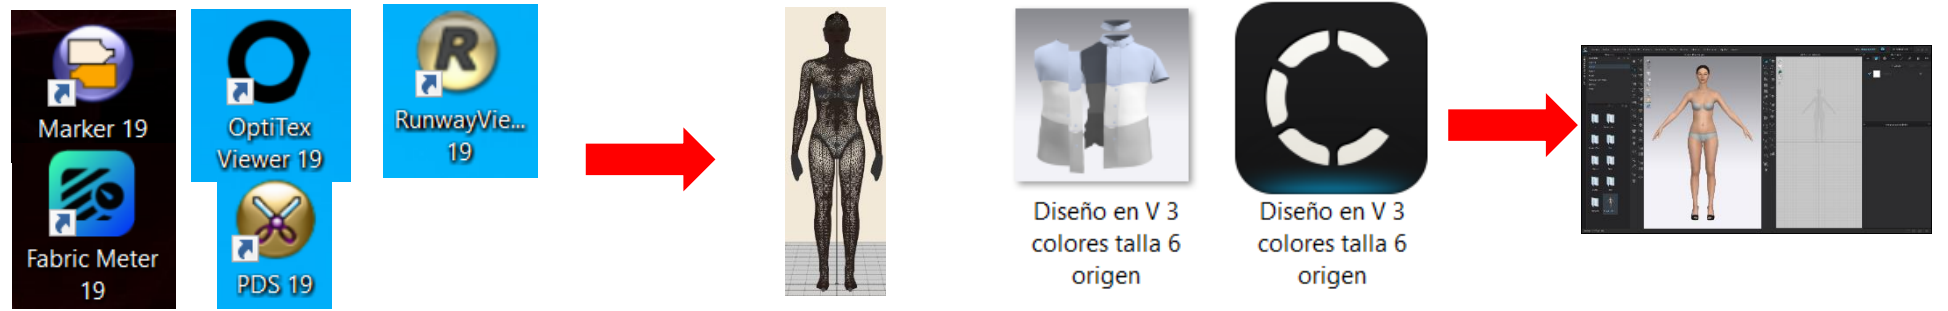 Marker 19
Fabric Meter
19
OptiTex
Viewer 19
PDS 19
RunwayVie...
19
Diseño en V 3
colores talla 6
origen
Diseño en V 3
colores talla 6
origen